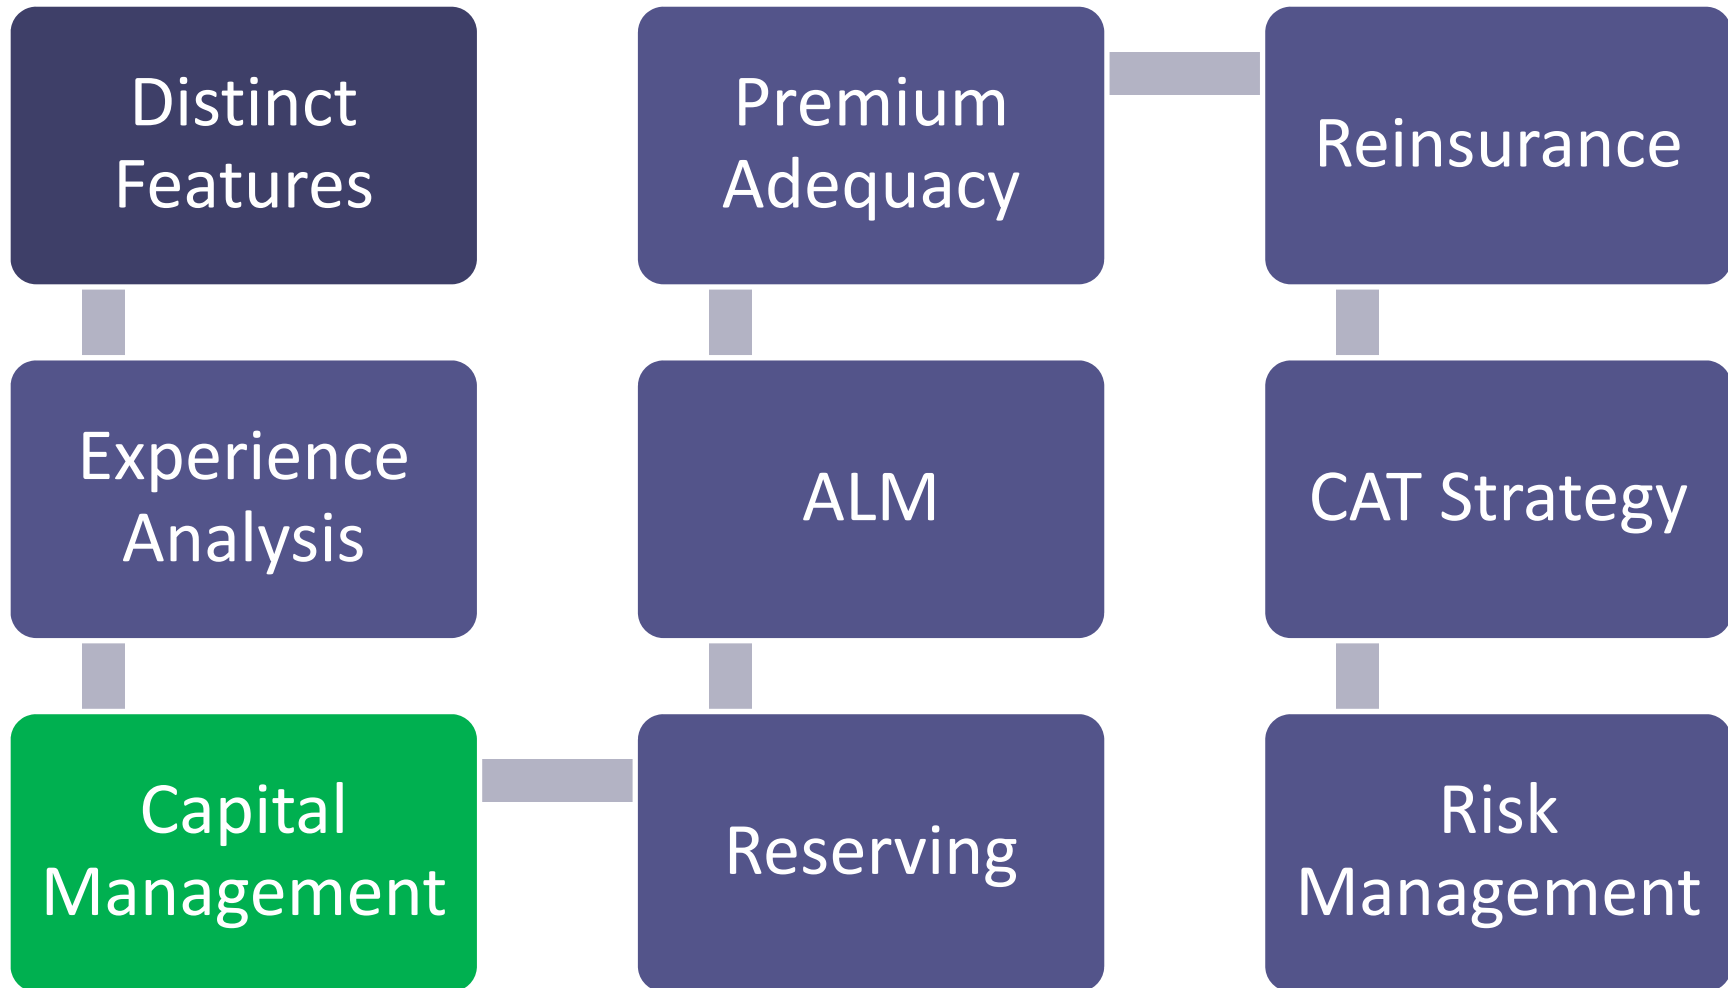 Distinct
Features
Experience
Analysis
Capital
Management
Reserving
ALM
Premium
Adequacy
Reinsurance
CAT Strategy
Risk
Management